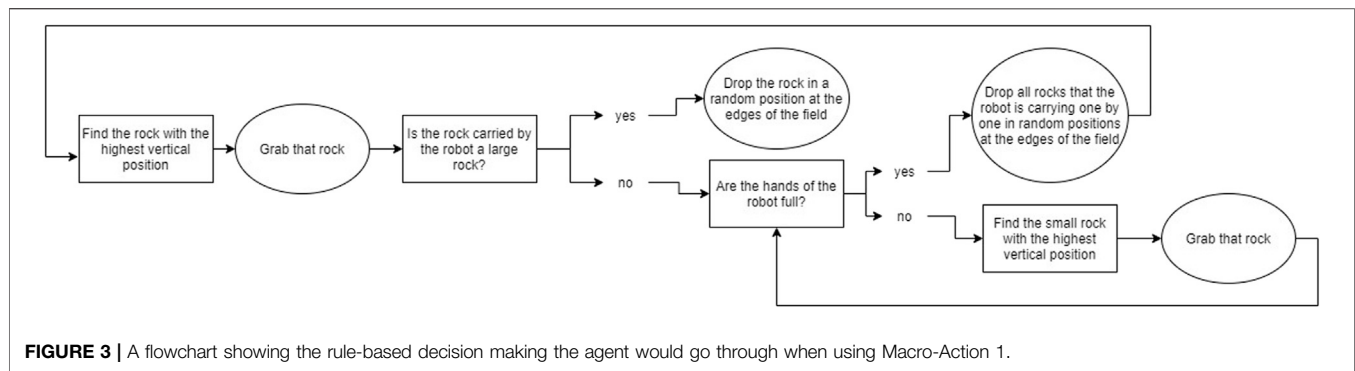 Find the rock with the
highest vertical
position
Grab that rock
Is the rock carried by
the robot a large
rock?
yes
no
Drop the rock in a
random position at the
edges of the field
Are the hands of the
robot full?
yes
no
Drop all rocks that the
robot is carrying one by
one in random positions
at the edges of the field
Find the small rock
with the highest
vertical position
Grab that rock
FIGURE 3 | A flowchart showing the rule-based decision making the agent would go through when using Macro-Action 1.